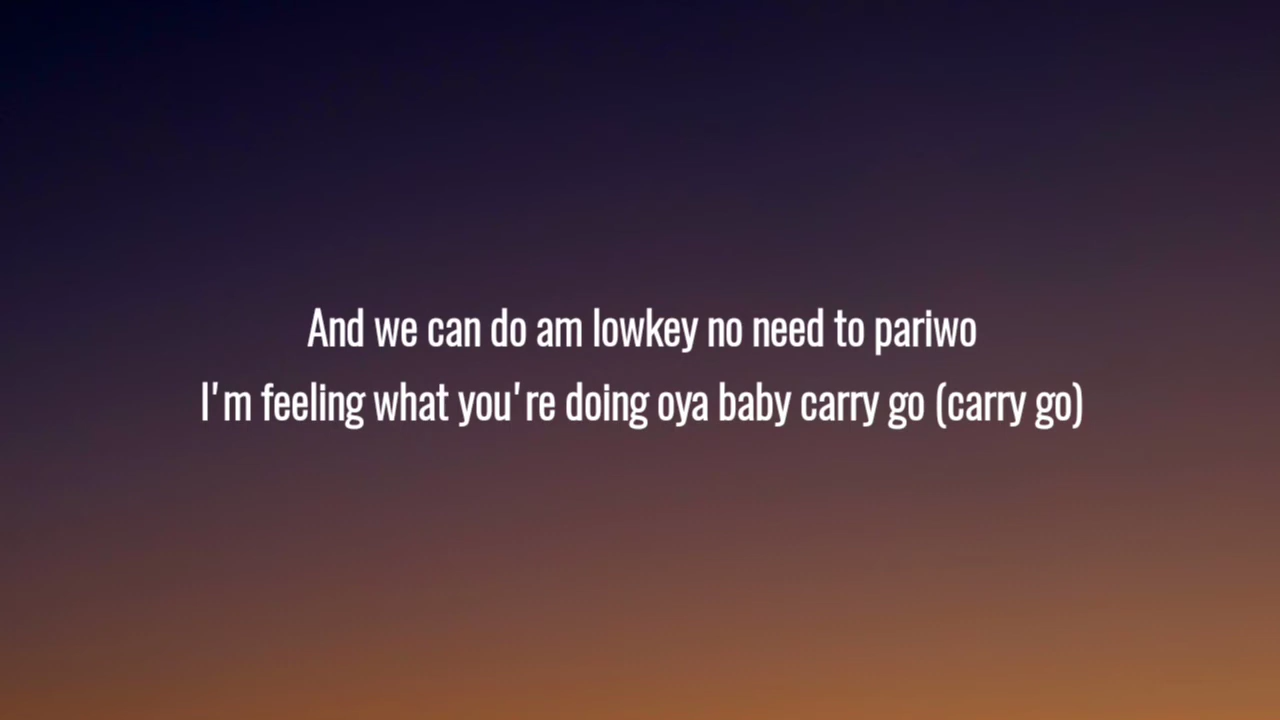 And we can do am lowkey no need to pariwo
I'm feeling what you're doing oya baby carry go (carry go)